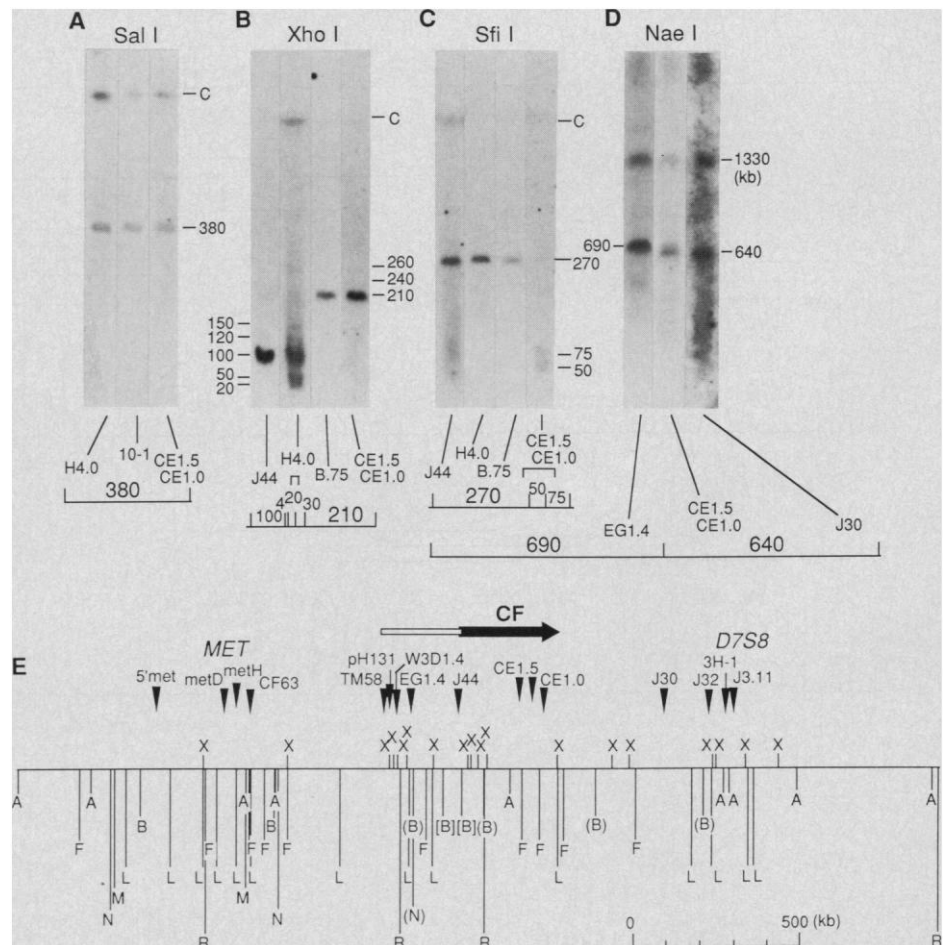 A
Sal I
C
380
H4.0
10-1
CE1.5
CE1.0
380
B
Xho I
C
260
240
210
150
120
100
50
20
J44
H4.0
B.75
CE1.5
CE1.0
4 20 30
100 210
C
Sfi I
C
270
75
50
J44
H4.0
B.75
CE1.5
CE1.0
270 50 75
D
Nae I
1330
(kb)
690
640
EG1.4
CE1.5
CE1.0
J30
690 640
E
CF
MET
D7S8
pH131
W3D1.4
3H-1
5'met
metD
metH
CF63
TM58
EG1.4
J44
CE1.5
CE1.0
J30
J32
J3.11
X X X X X X X X X X X X X X X X X X X X
A A A A A A A A A
B B (B) [B] [B] (B) (B) (B)
F F F F F F F F F F
L L L L L L L L L L L L L
M M
N N (N)
R R R R
0 500 (kb)